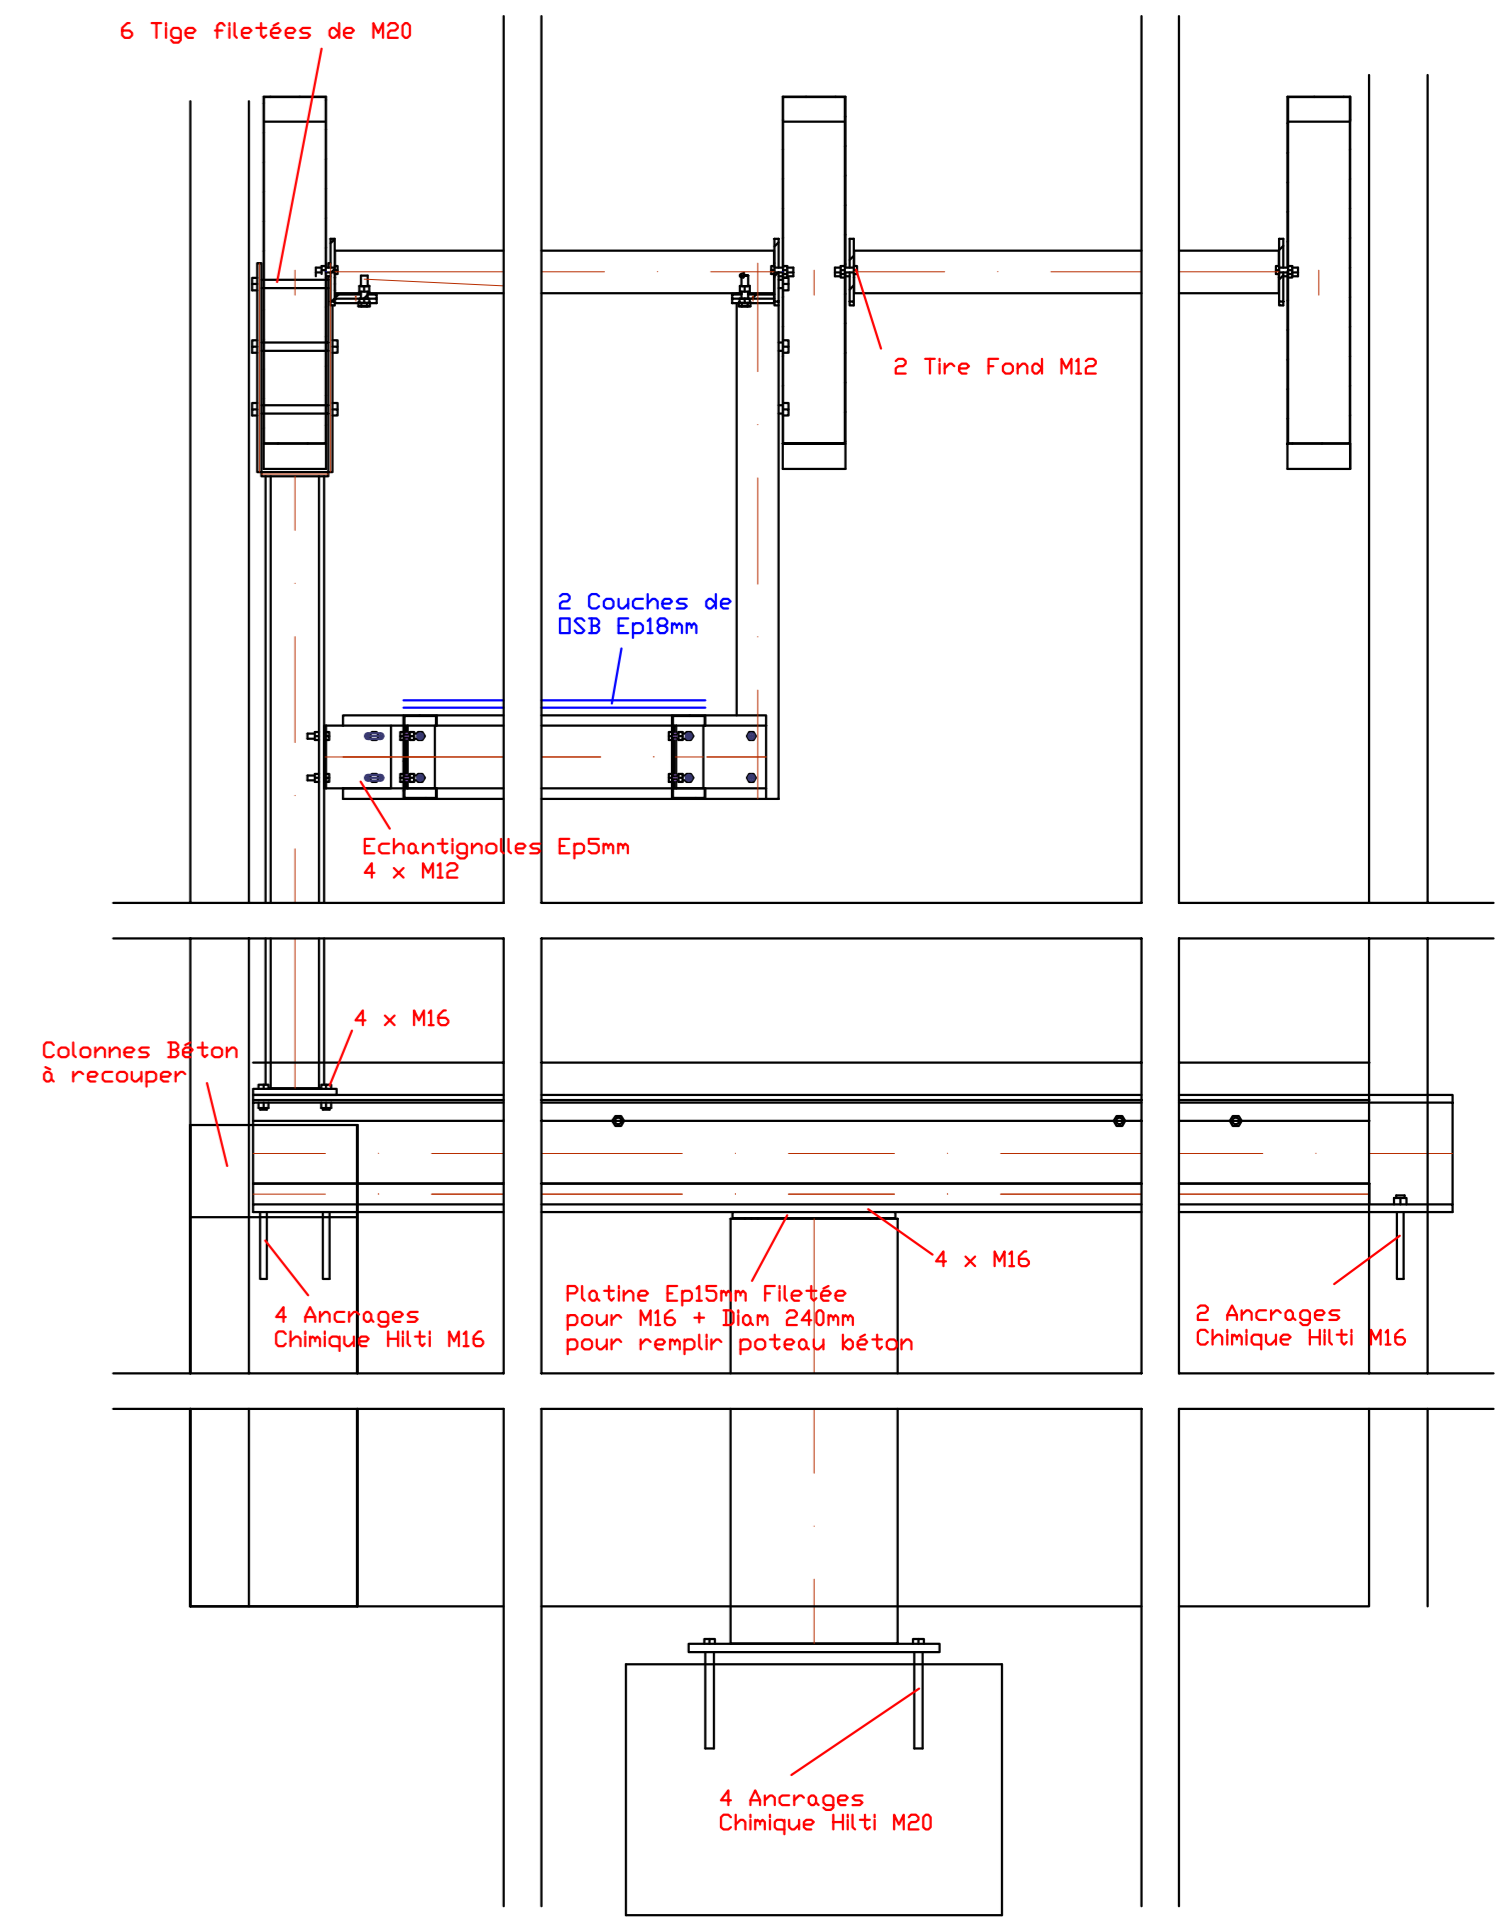 6 Tige filetées de M20
2 Tire Fond M12
2 Couches de
OSB Ep18mm
Echantignolles Ep5mm
4 x M12
4 x M16
Colonnes Béton
à recouper
4 x M16
Platine Ep15mm Filetée
pour M16 + Diam 240mm
pour remplir poteau béton
4 Ancrages
Chimique Hilti M16
2 Ancrages
Chimique Hilti M16
4 Ancrages
Chimique Hilti M20